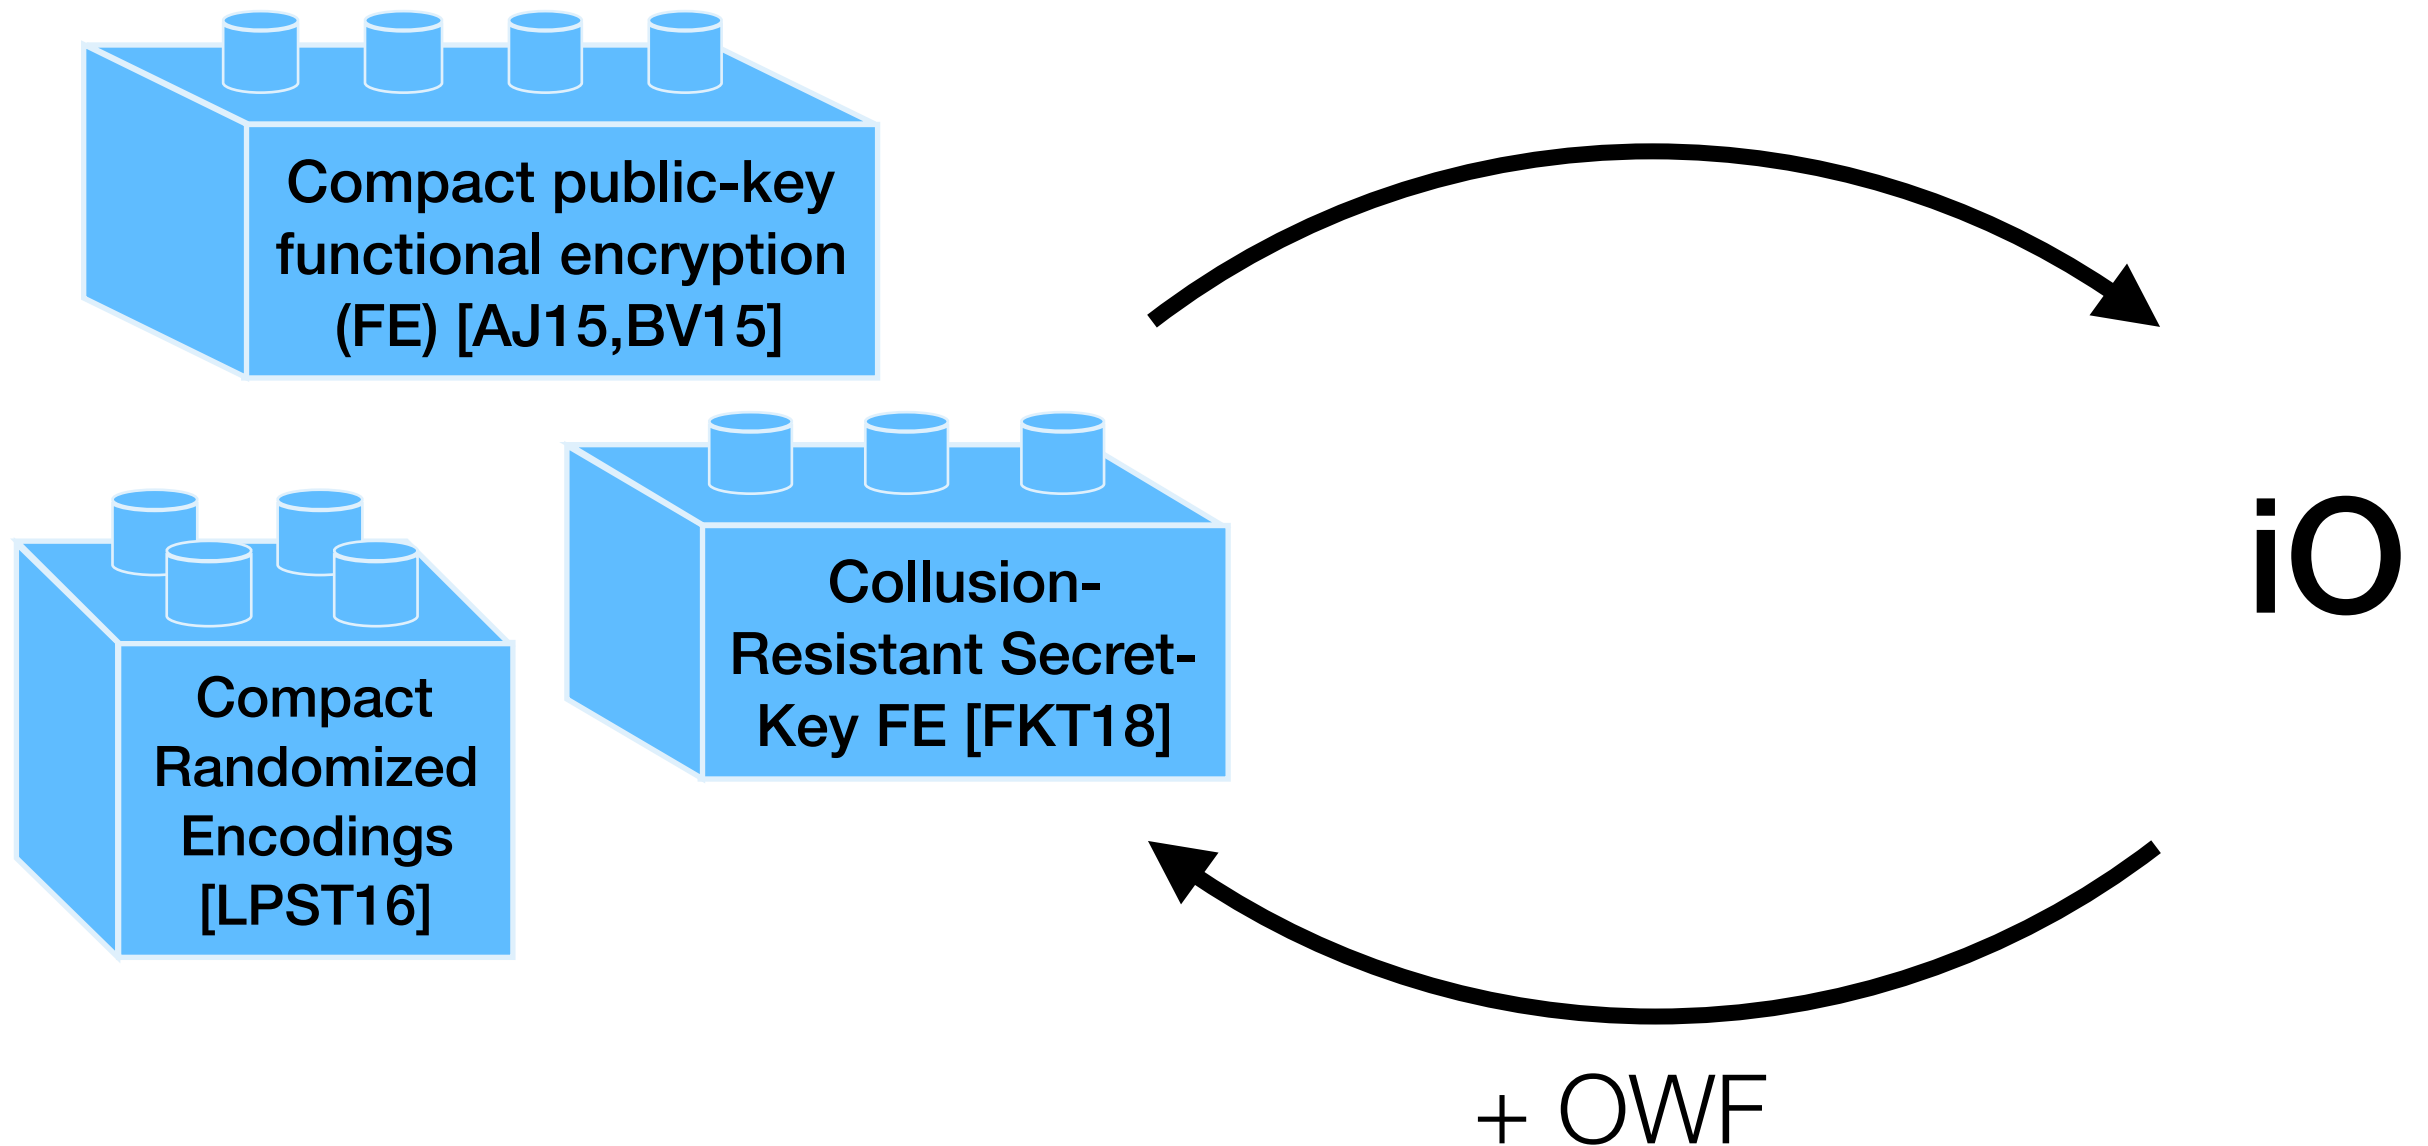 Compact public-key
functional encryption
(FE) [AJ15,BV15]
Collusion-
Resistant Secret-
Key FE [FKT18]
Compact
Randomized
Encodings
[LPST16]
iO
+ OWF